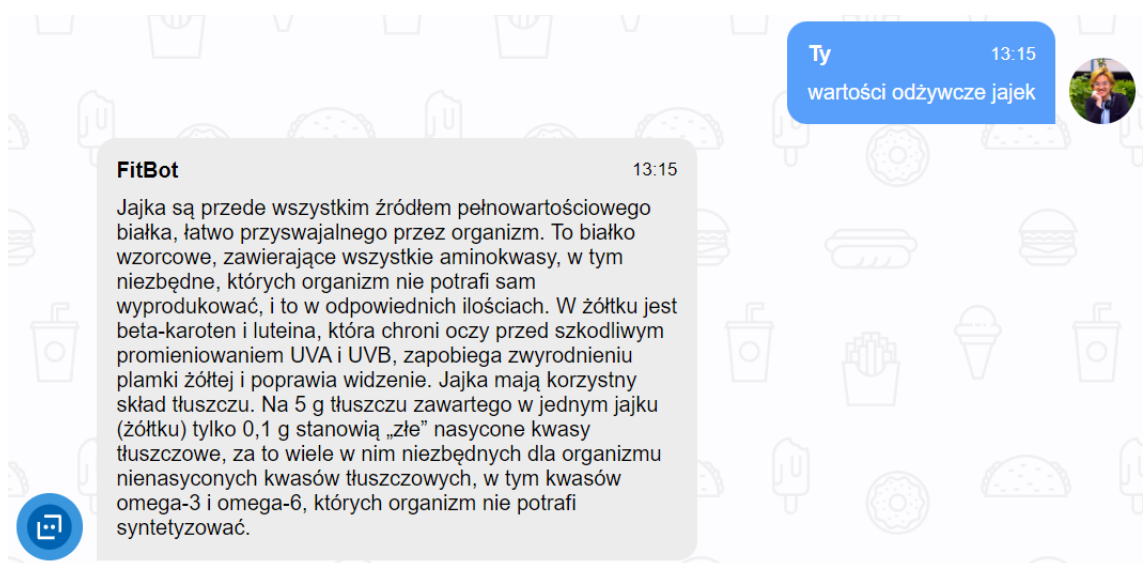 Ty 13:15
wartości odżywcze jajek
FitBot 13:15
Jajka są przede wszystkim źródłem pełnowartościowego
białka, łatwo przyswajalnego przez organizm. To białko
wzorcowe, zawierające wszystkie aminokwasy, w tym
niezbędne, których organizm nie potrafi sam
wyprodukować, i to w odpowiednich ilościach. W żółtku jest
beta-karoten i luteina, która chroni oczy przed szkodliwym
promieniowaniem UVA i UVB, zapobiega zwyrodnieniu
plamki żółtej i poprawia widzenie. Jajka mają korzystny
skład tłuszczu. Na 5 g tłuszczu zawartego w jednym jajku
(żółtku) tylko 0,1 g stanowią „złe” nasycone kwasy
tłuszczowe, za to wiele w nim niezbędnych dla organizmu
nienasyconych kwasów tłuszczowych, w tym kwasów
omega-3 i omega-6, których organizm nie potrafi
syntetyzować.